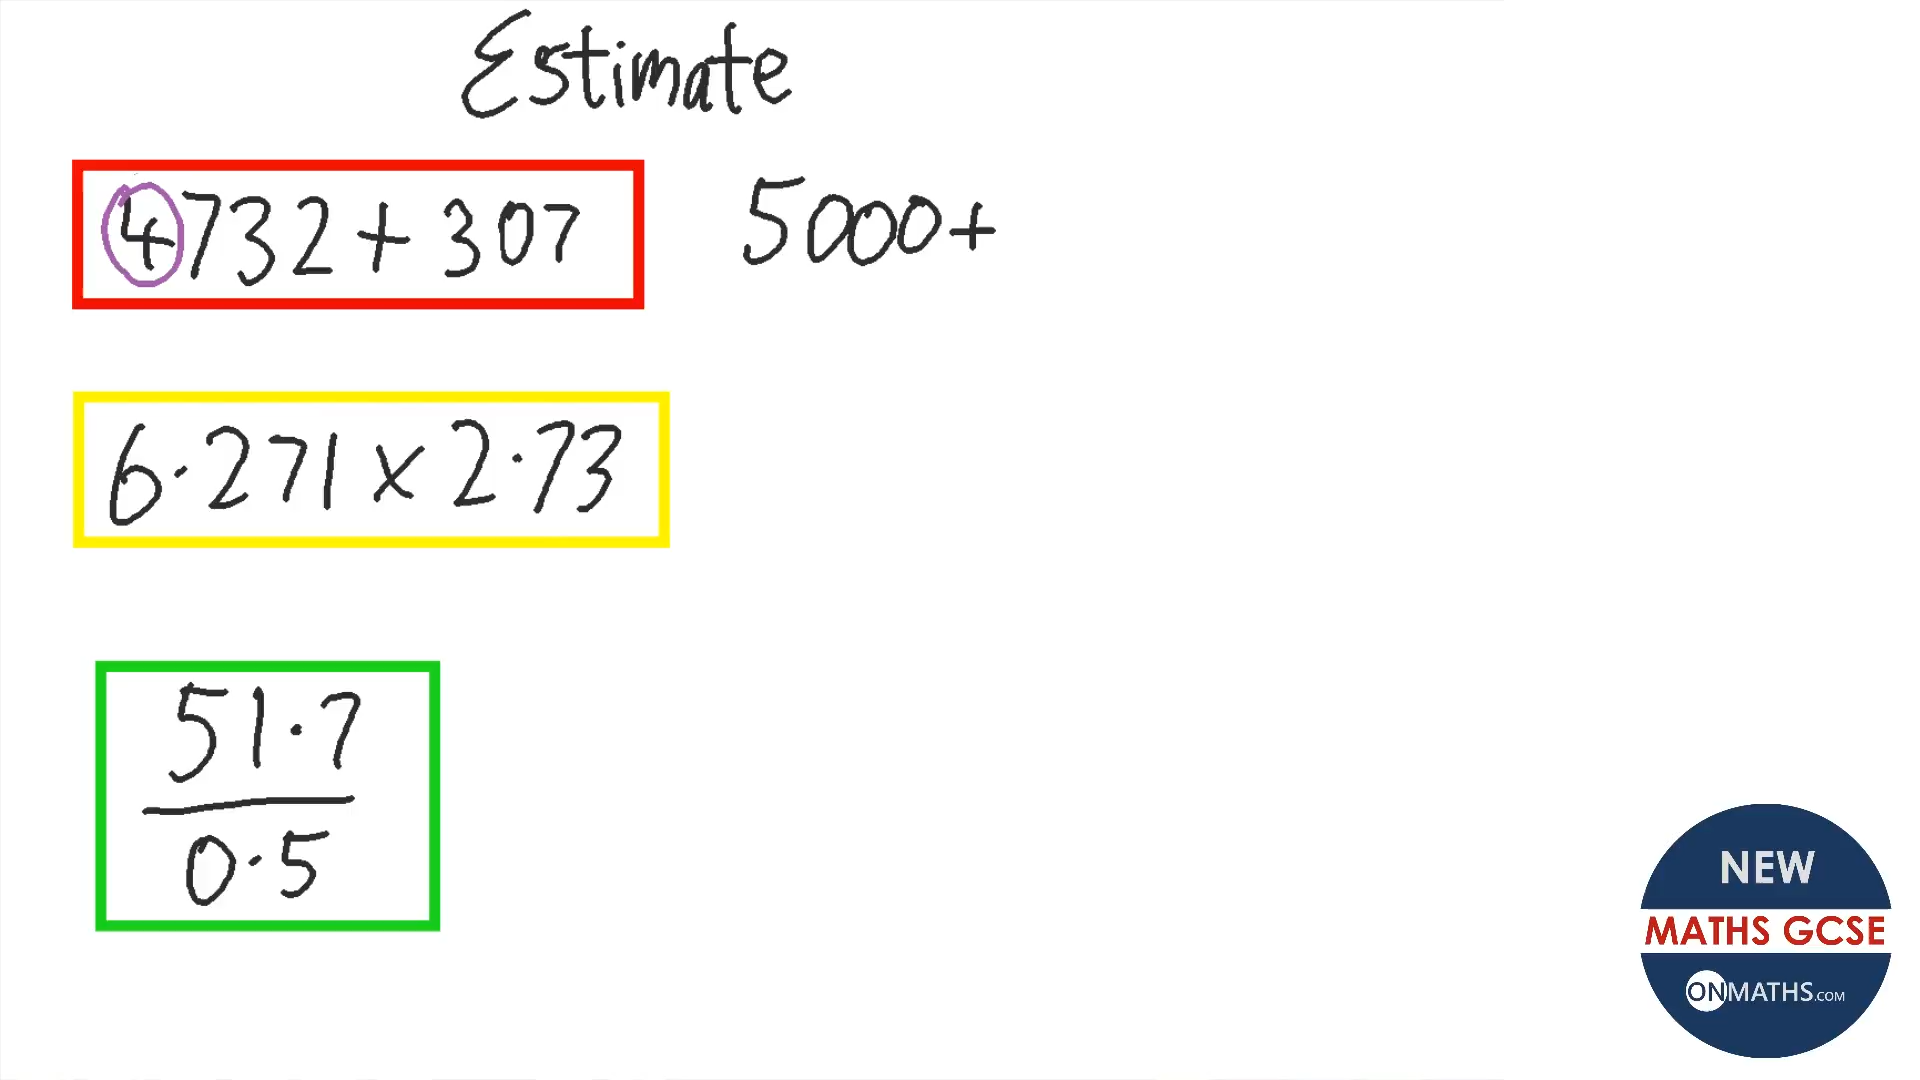 Estimate
4732 + 307 5000+
6·271 x 2·73
51·7
0·5
NEW
MATHS GCSE
ONMATHS.COM